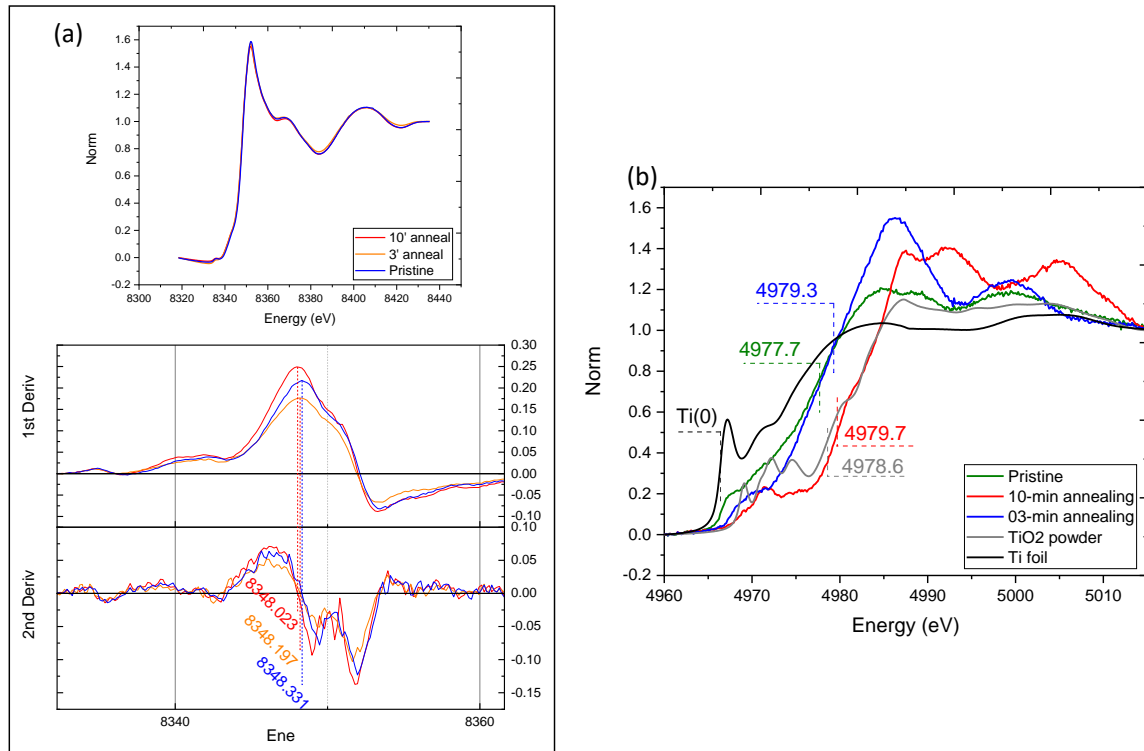 (a)
1.6
1.4
1.2
1.0
0.8
0.6
0.4
0.2
0.0
-0.2
Norm
10' anneal
3' anneal
Pristine
8300 8320 8340 8360 8380 8400 8420 8440
Energy (eV)
1st Deriv
0.30
0.25
0.20
0.15
0.10
0.05
0.00
-0.05
-0.10
2nd Deriv
0.10
0.05
0.00
-0.05
-0.10
-0.15
8348.023
8348.197
8348.331
8340 8360
Ene
(b)
1.6
1.4
1.2
1.0
0.8
0.6
0.4
0.2
0.0
-0.2
Norm
4979.3
4977.7
Ti(0)
4979.7
4978.6
Pristine
10-min annealing
03-min annealing
TiO2 powder
Ti foil
4960 4970 4980 4990 5000 5010
Energy (eV)